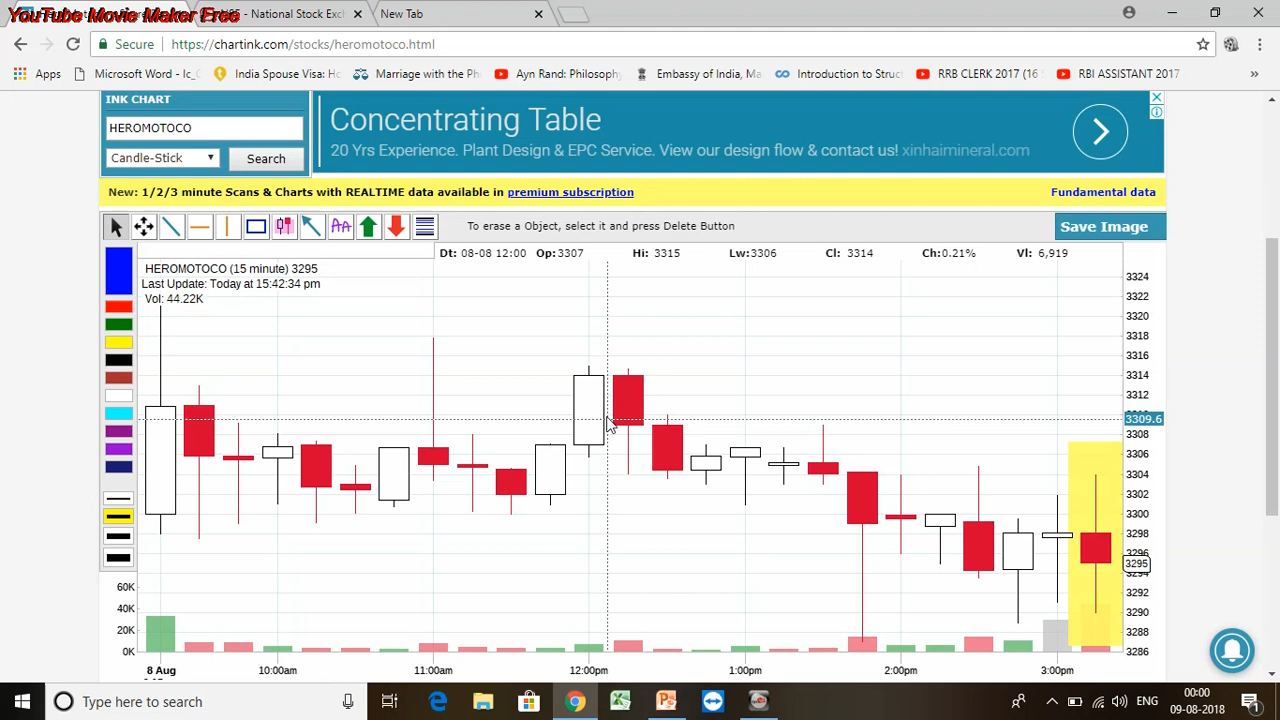 YouTube Movie Maker Free
- National Stock Exch
New Tab
Secure
https://chartink.com/stocks/heromotoco.html
Apps
Microsoft Word - Ic_C
India Spouse Visa: Ho
Marriage with the Ph
Ayn Rand: Philosophy
Embassy of India, Ma
Introduction to Struct
RRB CLERK 2017 (16 S
RBI ASSISTANT 2017
»
INK CHART
HEROMOTOCO
Candle-Stick
Search
Concentrating Table
20 Yrs Experience. Plant Design & EPC Service. View our design flow & contact us! xinhaimineral.com
New: 1/2/3 minute Scans & Charts with REALTIME data available in premium subscription
Fundamental data
To erase a Object, select it and press Delete Button
Save Image
Dt: 08-08 12:00 Op:3307 Hi: 3315 Lw:3306 Cl: 3314 Ch:0.21% Vl: 6,919
HEROMOTOCO (15 minute) 3295
Last Update: Today at 15:42:34 pm
Vol: 44.22K
3324
3322
3320
3318
3316
3314
3312
3309.6
3308
3306
3304
3302
3300
3298
3296
3295
3294
3292
3290
3288
3286
60K
40K
20K
0K
8 Aug
10:00am
11:00am
12:00pm
1:00pm
2:00pm
3:00pm
Type here to search
ENG
00:00
09-08-2018